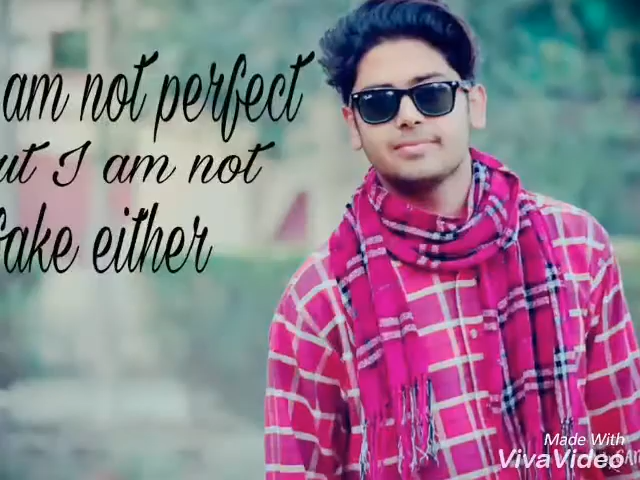 am not perfect
ut I am not
fake either
Made With
VivaVideo